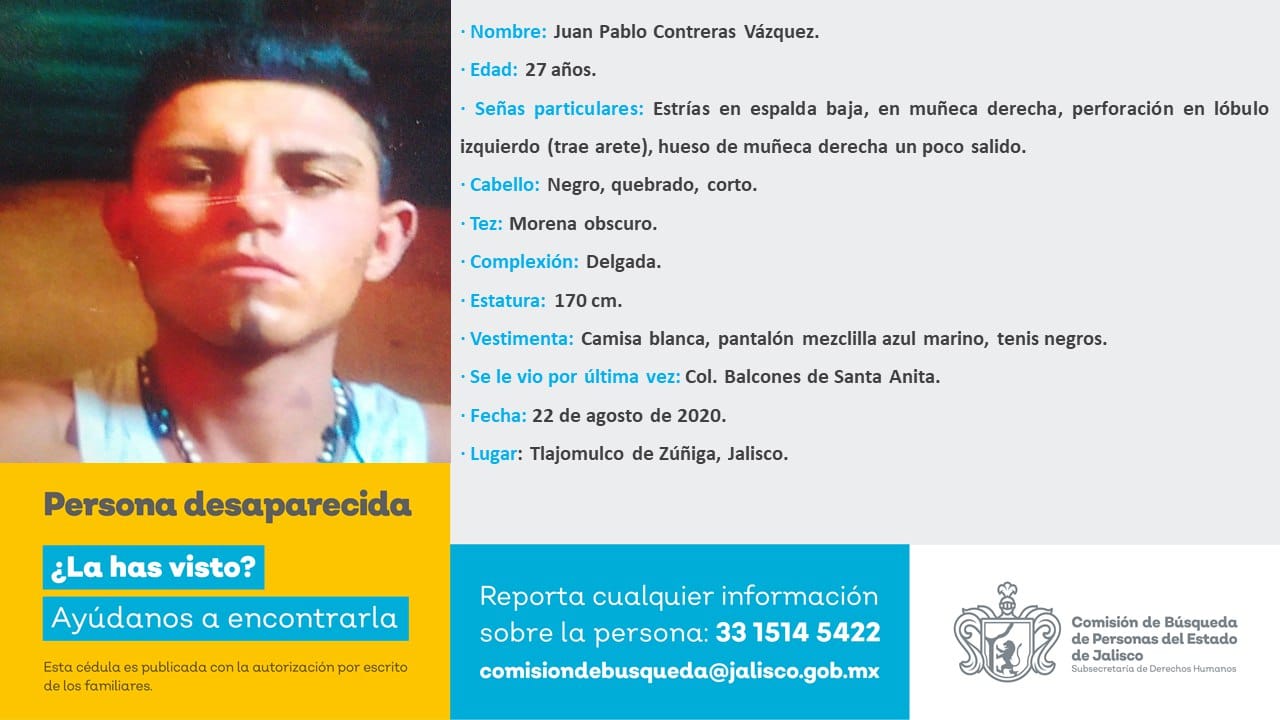 · Nombre: Juan Pablo Contreras Vázquez.
· Edad: 27 años.
· Señas particulares: Estrías en espalda baja, en muñeca derecha, perforación en lóbulo
izquierdo (trae arete), hueso de muñeca derecha un poco salido.
· Cabello: Negro, quebrado, corto.
· Tez: Morena obscuro.
· Complexión: Delgada.
· Estatura: 170 cm.
· Vestimenta: Camisa blanca, pantalón mezclilla azul marino, tenis negros.
· Se le vio por última vez: Col. Balcones de Santa Anita.
· Fecha: 22 de agosto de 2020.
· Lugar: Tlajomulco de Zúñiga, Jalisco.
Persona desaparecida
¿La has visto?
Ayúdanos a encontrarla
Esta cédula es publicada con la autorización por escrito
de los familiares.
Reporta cualquier información
sobre la persona: 33 1514 5422
comisiondebusqueda@jalisco.gob.mx
Comisión de Búsqueda
de Personas del Estado
de Jalisco
Subsecretaría de Derechos Humanos